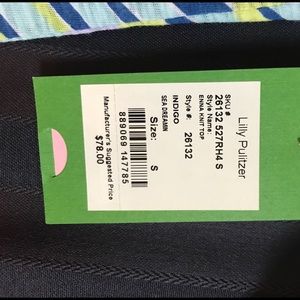 Lilly Pulitzer
SKU #
26132 527RH4 S
Style Name:
ENNA KNIT TOP
Style #: 26132
INDIGO
SEA DREAMIN
Size: S
889069 147785
Manufacturer's Suggested Price
$78.00